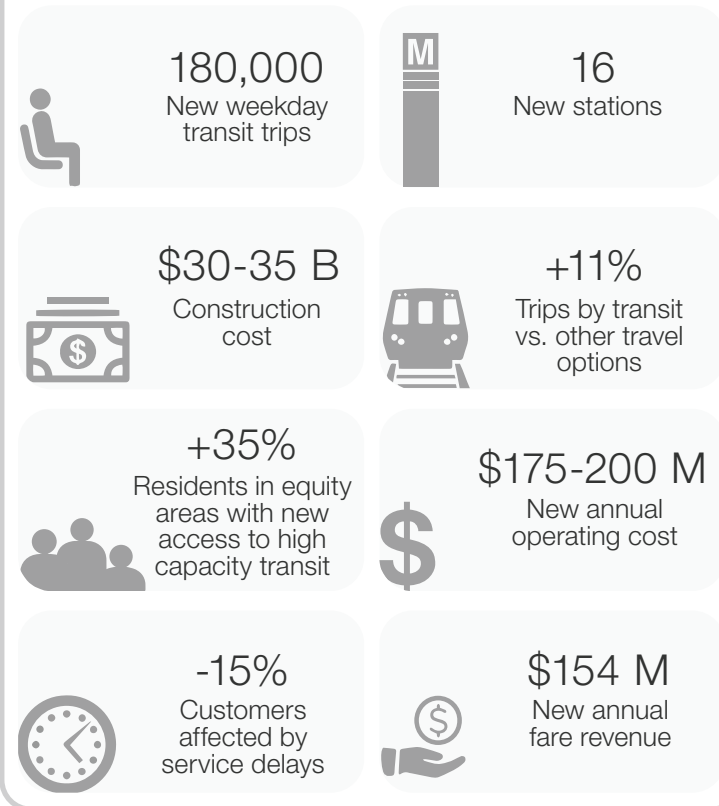 180,000
New weekday
transit trips
M
16
New stations
$30-35 B
Construction
cost
$
+11%
Trips by transit
vs. other travel
options
+35%
Residents in equity
areas with new
access to high
capacity transit
$175-200 M
New annual
operating cost
$
-15%
Customers
affected by
service delays
$154 M
New annual
fare revenue
$